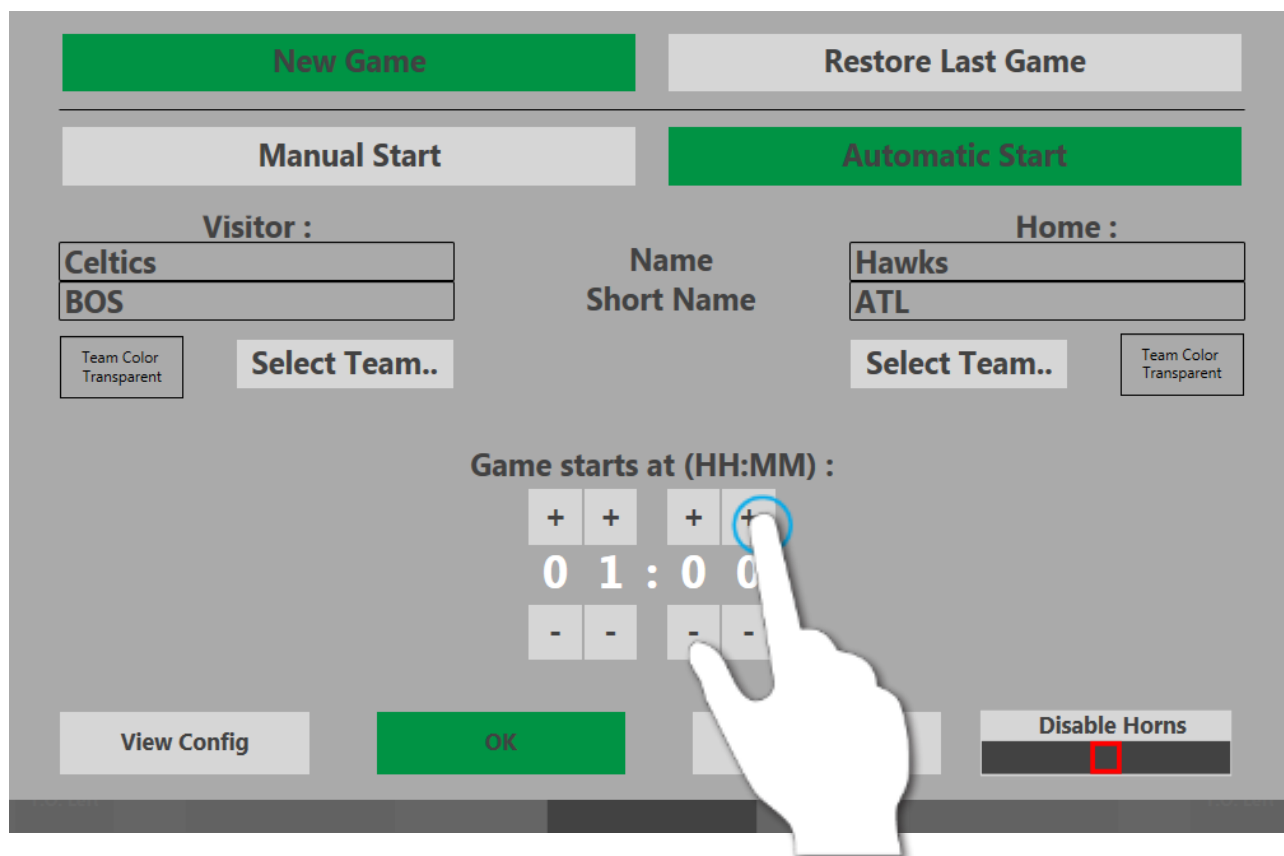 New Game Restore Last Game
Manual Start Automatic Start
Visitor : Home :
Celtics Name Hawks
BOS Short Name ATL
Team Color
Transparent
Select Team.. Select Team..
Team Color
Transparent
Game starts at (HH:MM) :
+ + + +
0 1 : 0 0
- - - -
View Config OK Disable Horns